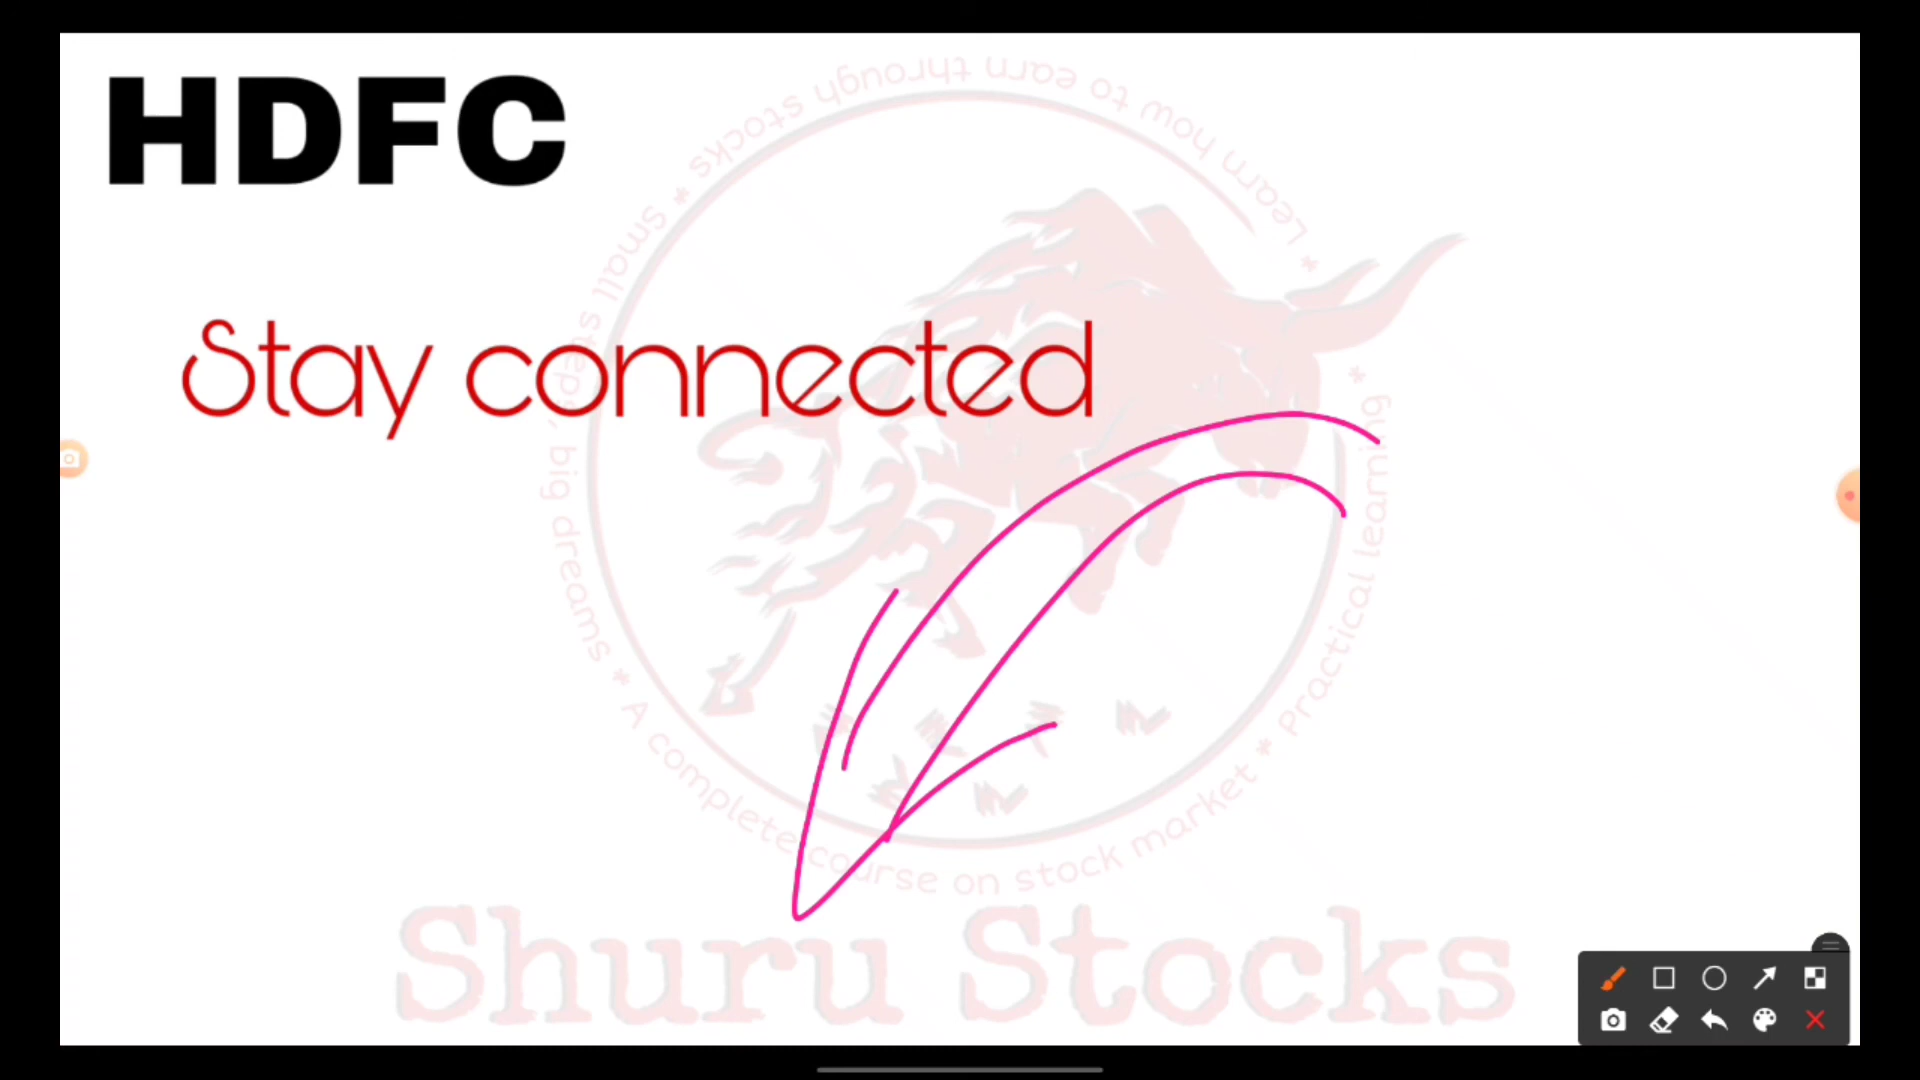 HDFC
Stay connected
* Learn how to earn through stocks * Small steps, big dreams * A complete course on stock market * Practical learning
Shuru Stocks